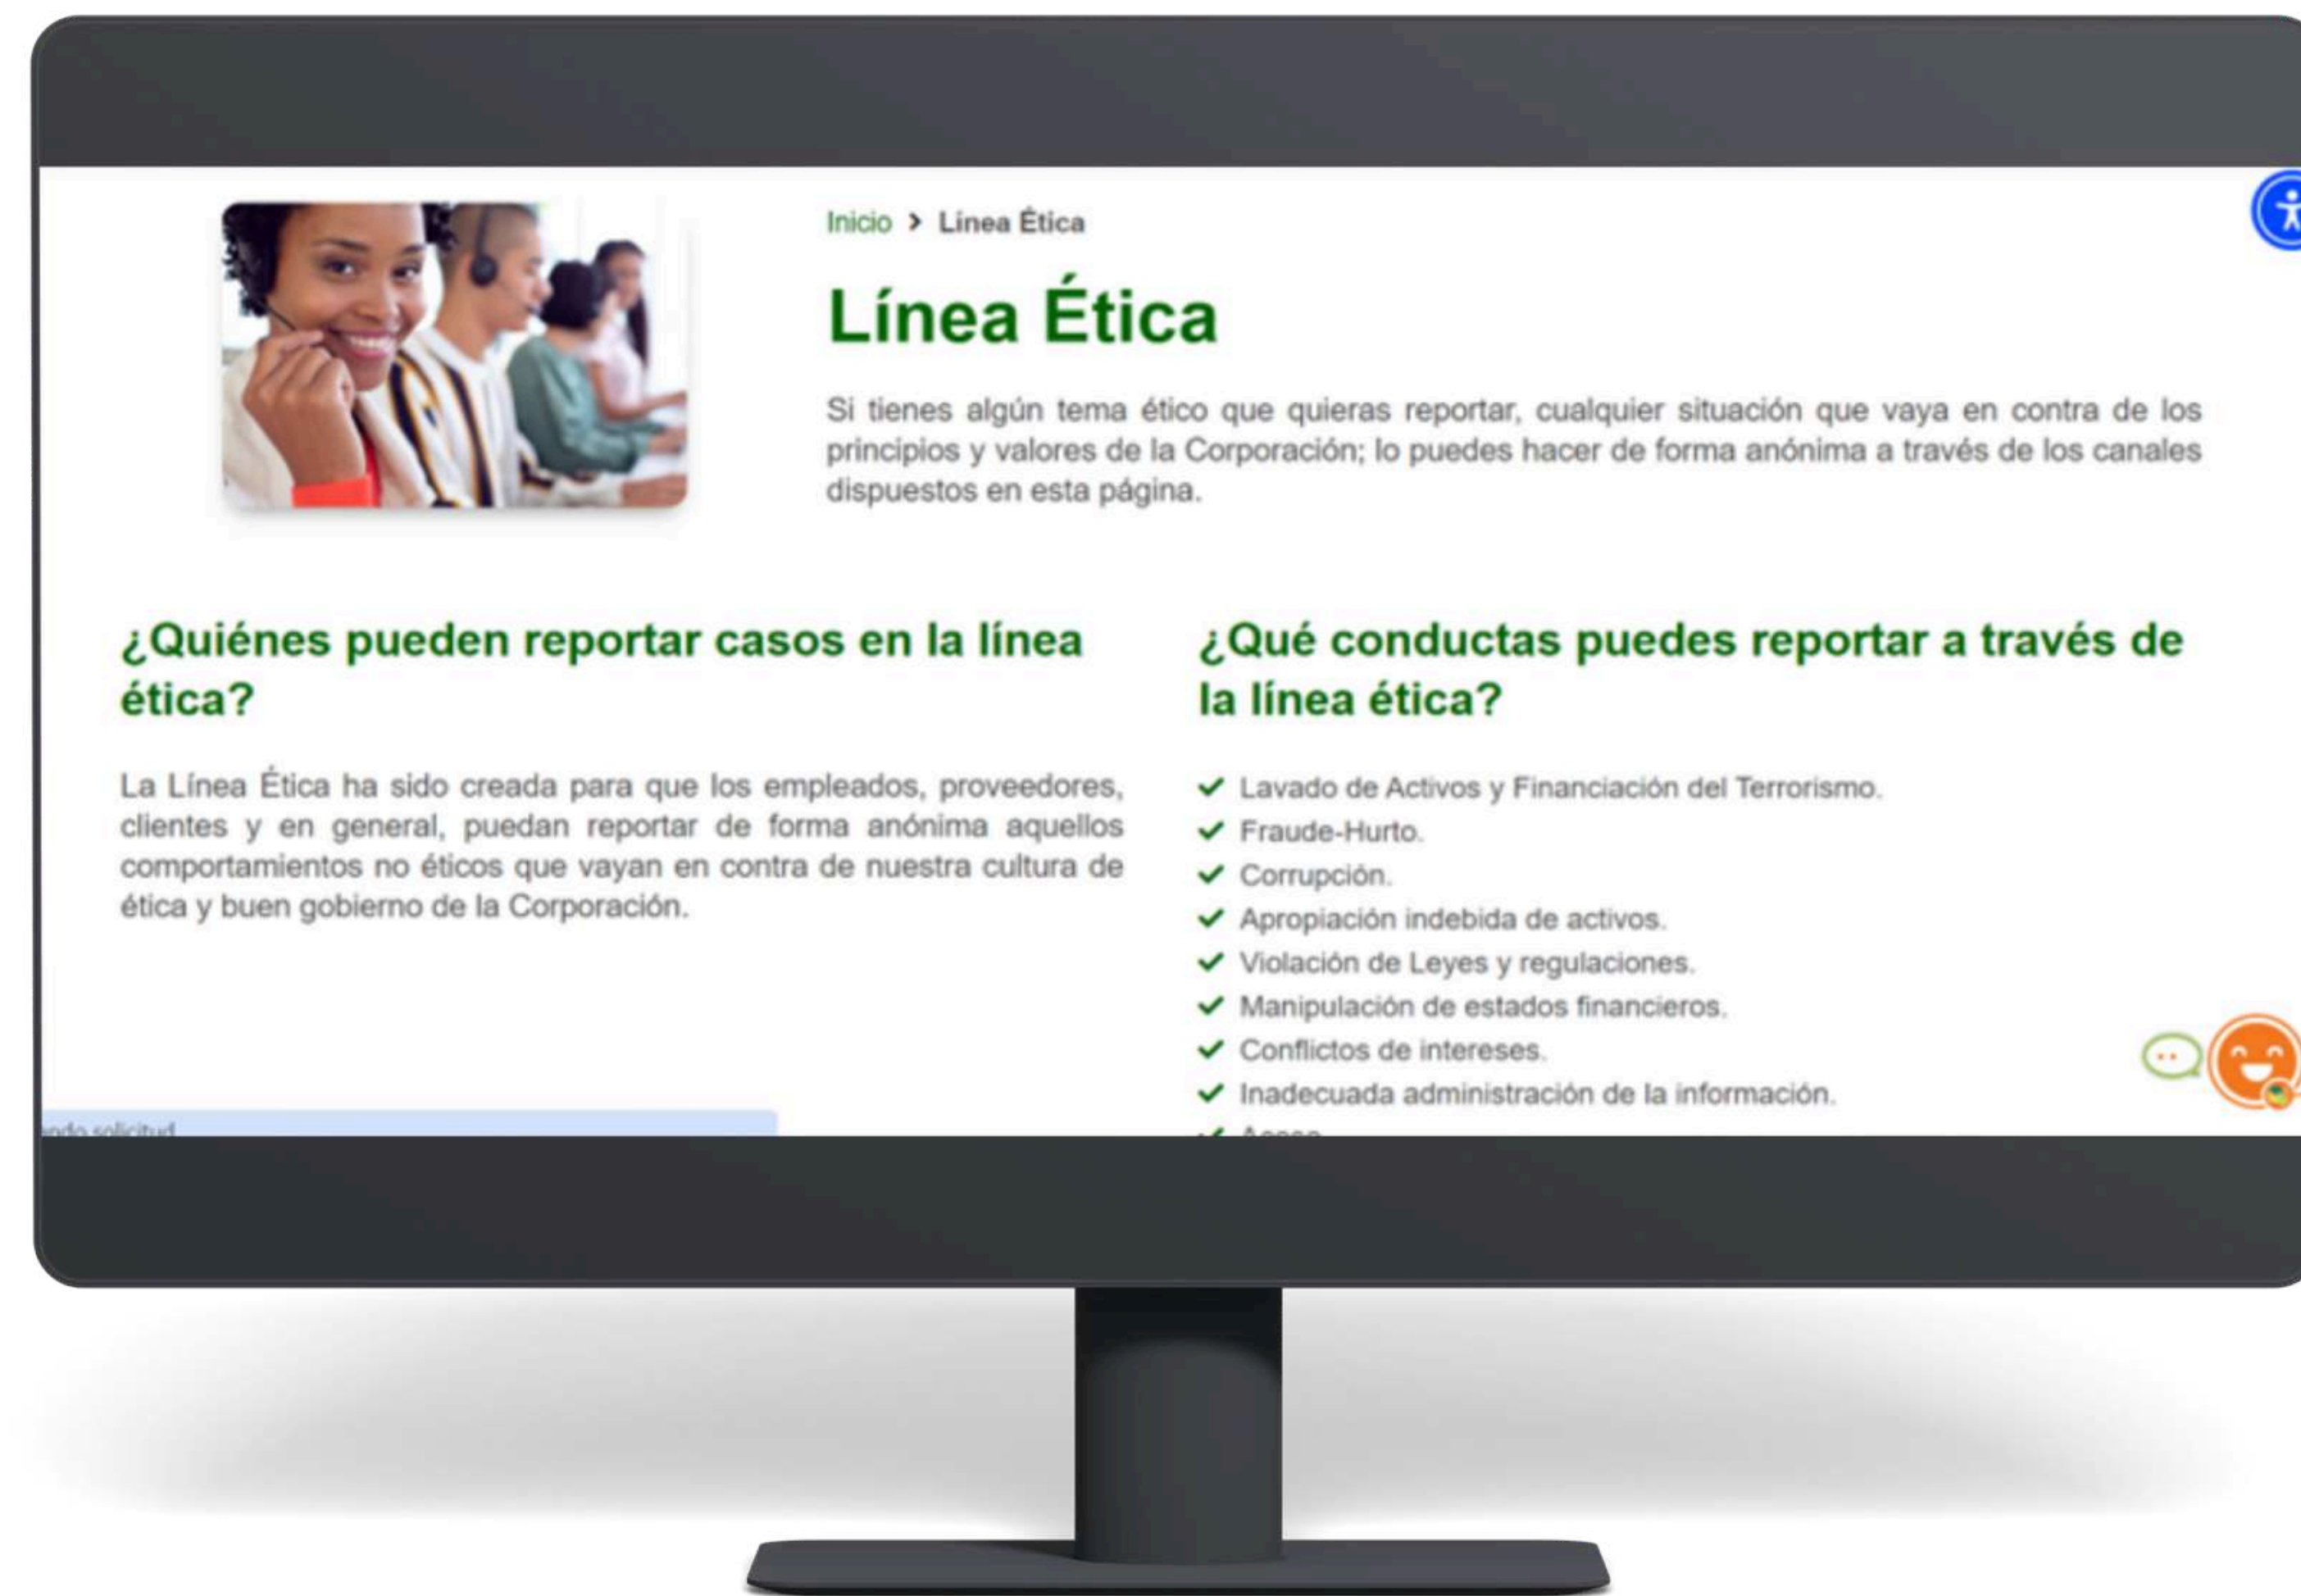 Inicio > Línea Ética
Línea Ética
Si tienes algún tema ético que quieras reportar, cualquier situación que vaya en contra de los
principios y valores de la Corporación; lo puedes hacer de forma anónima a través de los canales
dispuestos en esta página.
¿Quiénes pueden reportar casos en la línea
ética?
La Línea Ética ha sido creada para que los empleados, proveedores,
clientes y en general, puedan reportar de forma anónima aquellos
comportamientos no éticos que vayan en contra de nuestra cultura de
ética y buen gobierno de la Corporación.
¿Qué conductas puedes reportar a través de
la línea ética?
Lavado de Activos y Financiación del Terrorismo.
Fraude-Hurto.
Corrupción.
Apropiación indebida de activos.
Violación de Leyes y regulaciones.
Manipulación de estados financieros.
Conflictos de intereses.
Inadecuada administración de la información.
solicitud